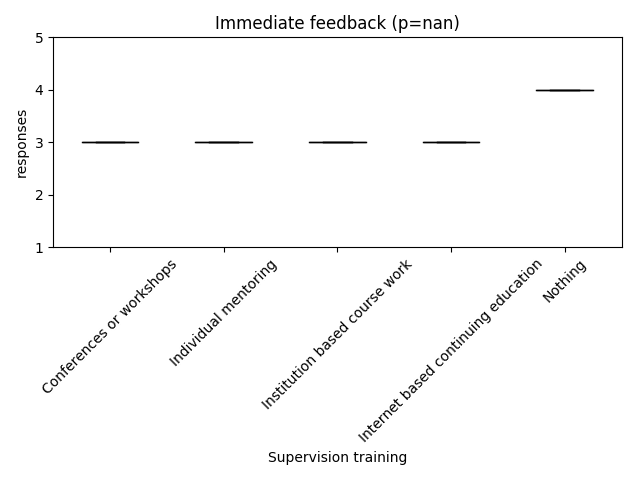 Immediate feedback (p=nan)
5
4
3
2
1
responses
Conferences or workshops
Individual mentoring
Institution based course work
Internet based continuing education
Nothing
Supervision training